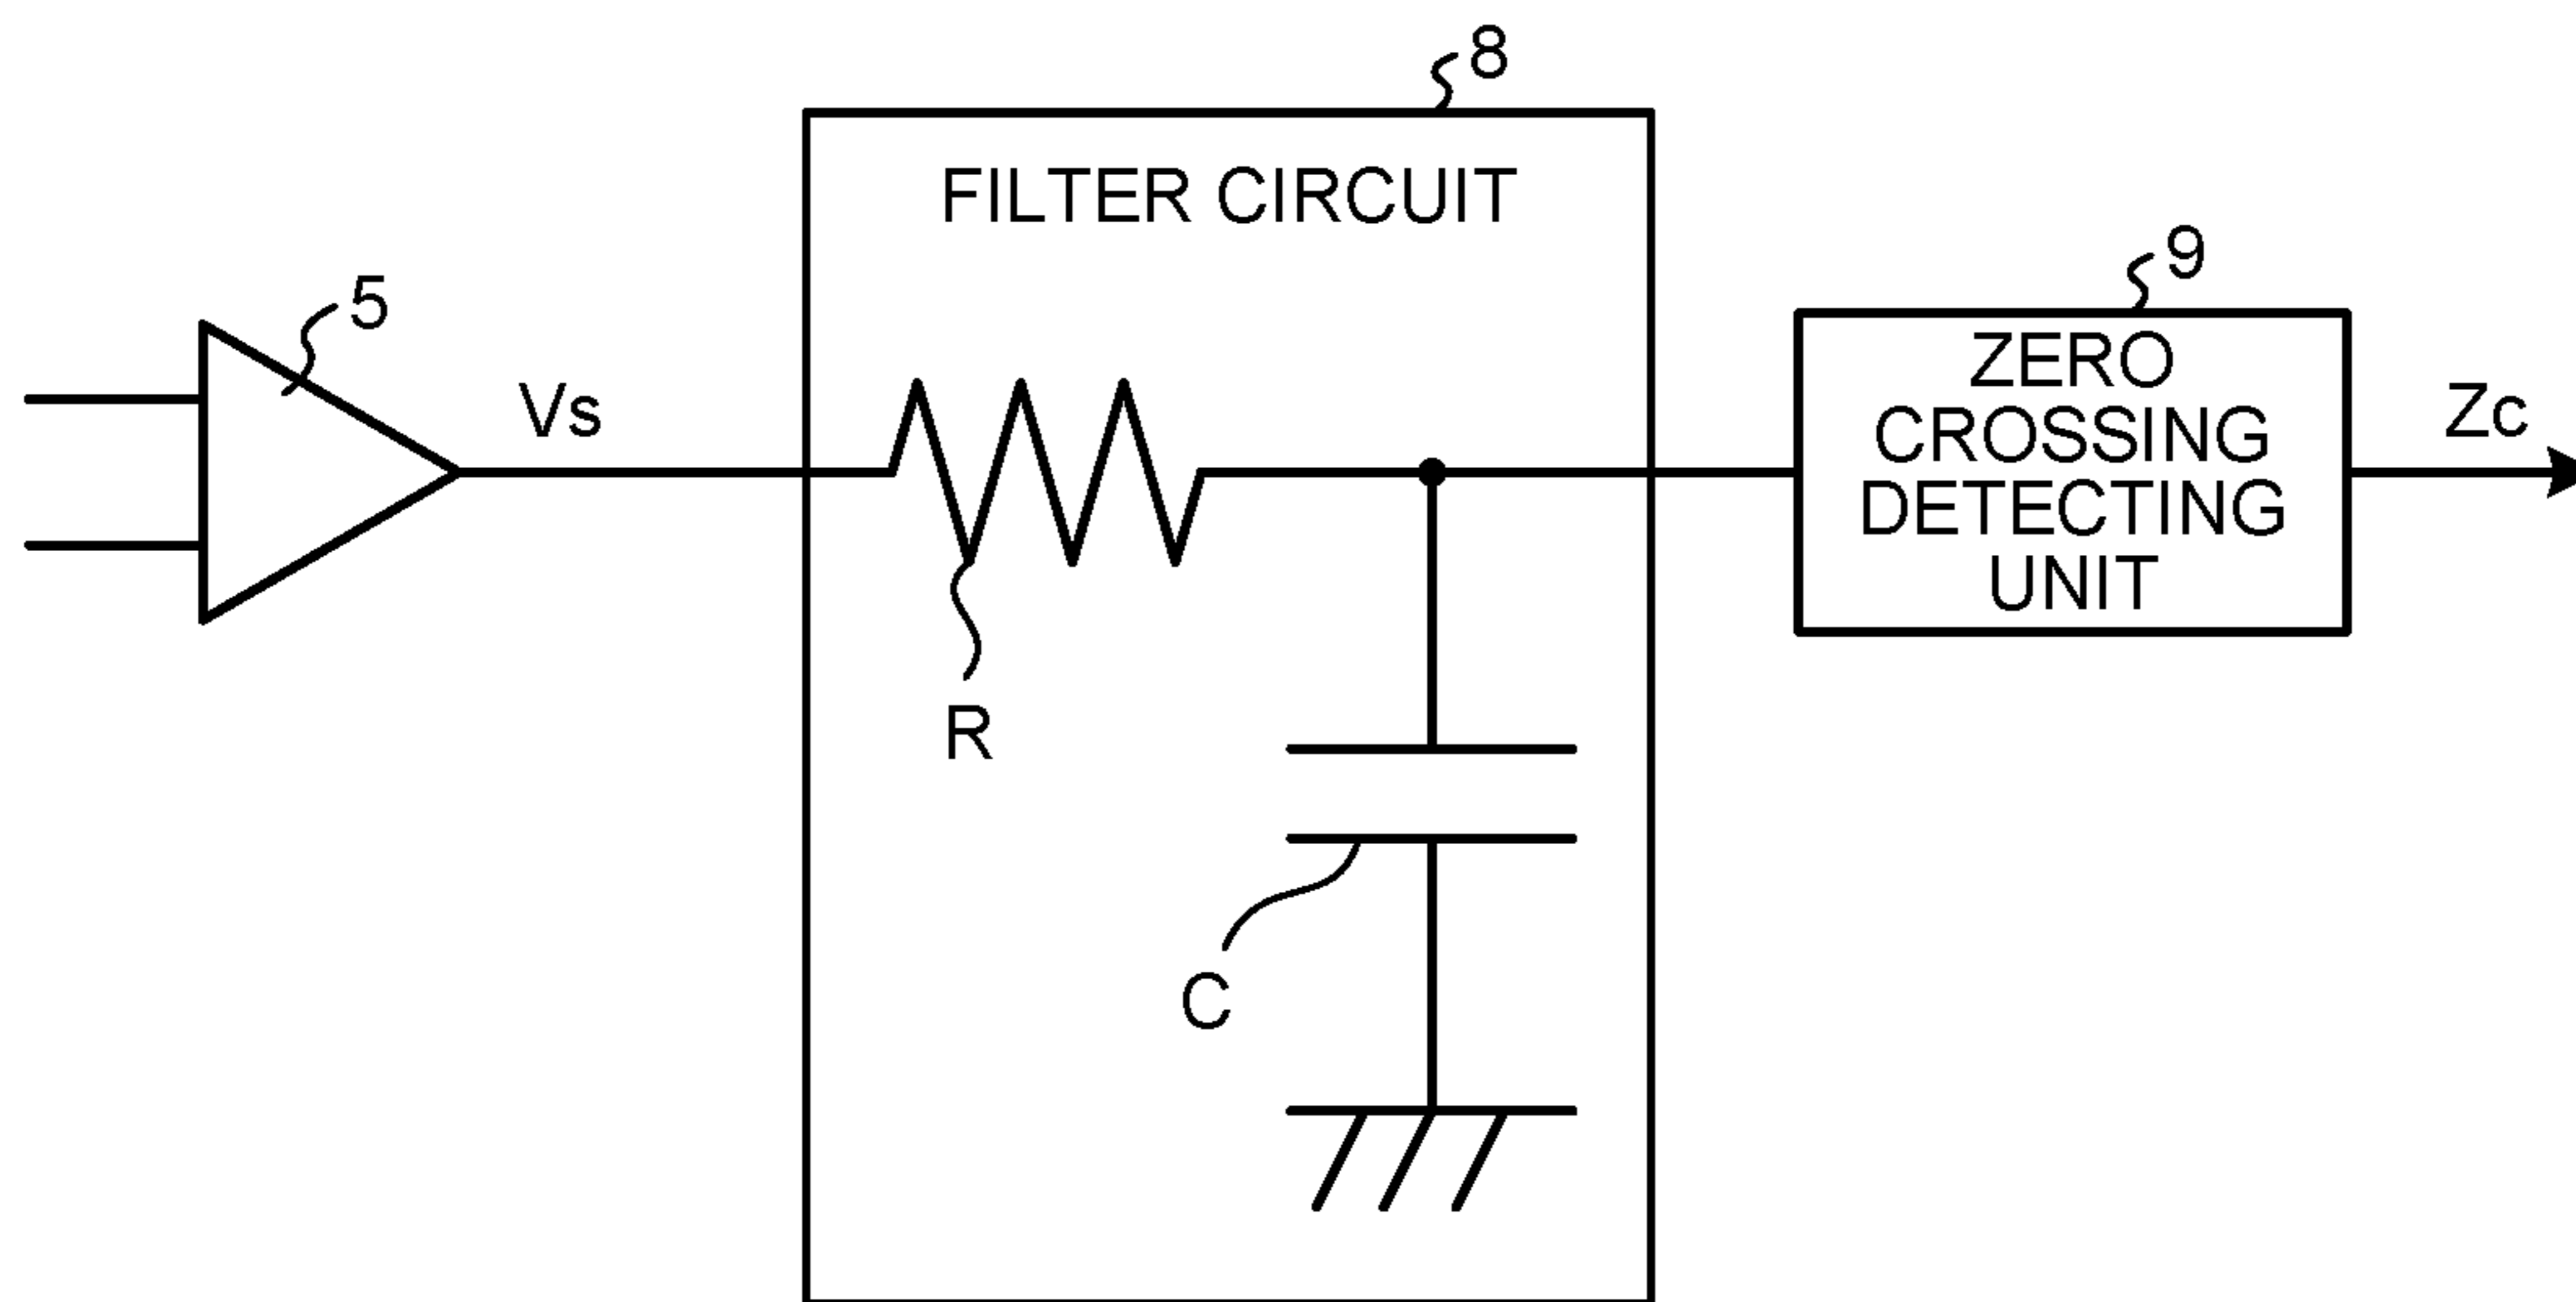 8
FILTER CIRCUIT
9
5
ZERO
CROSSING
DETECTING
UNIT
Vs
Zc
R
C